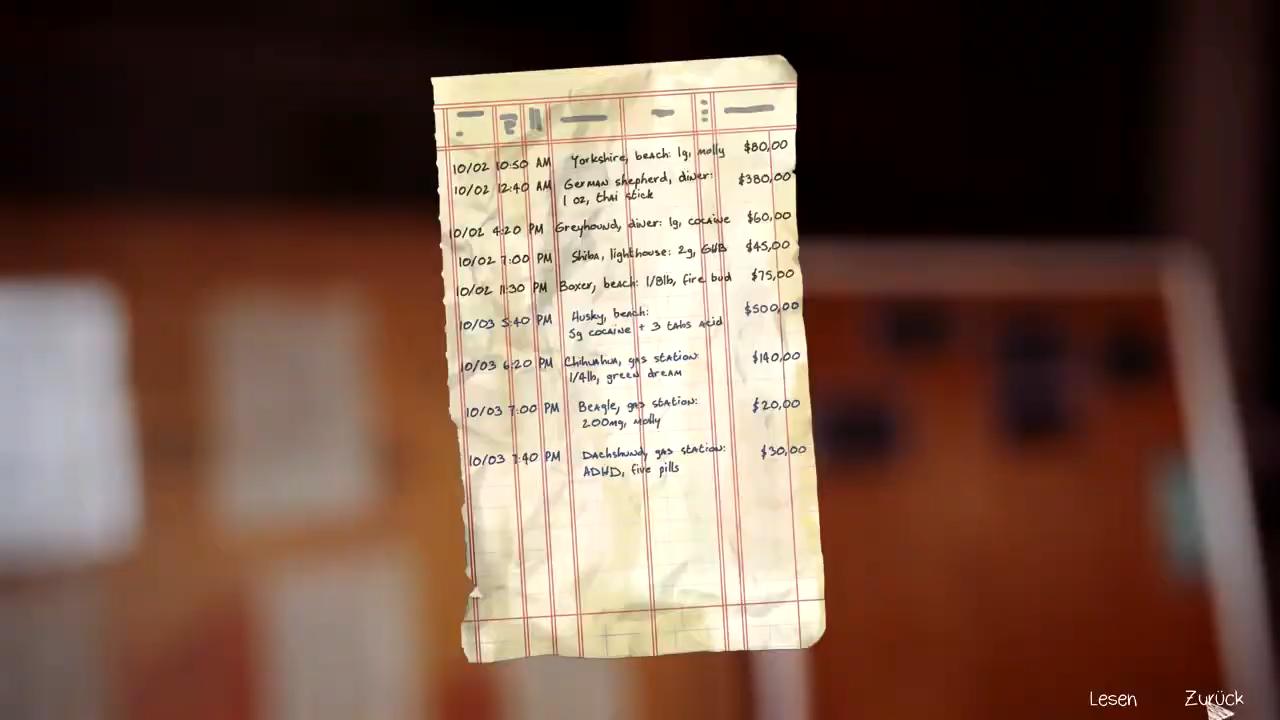 10/02 10:50 AM Yorkshire, beach: 1g, molly $80,00
10/02 12:40 AM German shepherd, diner: $380,00
1 oz, thai stick
10/02 4:20 PM Greyhound, diner: 1g, cocaine $60,00
10/02 7:00 PM Shiba, lighthouse: 2g, GHB $45,00
10/02 11:30 PM Boxer, beach: 1/8lb, fire bud $75,00
10/03 5:40 PM Husky, beach: $500,00
5g cocaine + 3 tabs acid
10/03 6:20 PM Chihuahua, gas station: $140,00
1/4lb, green dream
10/03 7:00 PM Beagle, gas station: $20,00
200mg, molly
10/03 7:40 PM Dachshund, gas station: $30,00
ADHD, five pills
Lesen Zurück